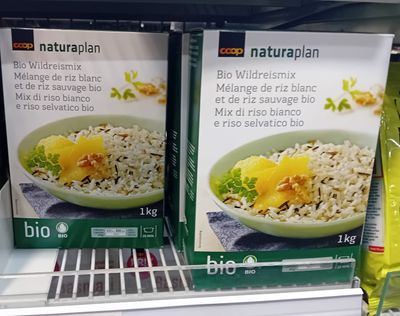 coop naturaplan
Bio Wildreismix
Mélange de riz blanc
et de riz sauvage bio
Mix di riso bianco
e riso selvatico bio
1kg
bio
BIO
coop naturaplan
Bio Wildreismix
Mélange de riz blanc
et de riz sauvage bio
Mix di riso bianco
e riso selvatico bio
1kg
bio
BIO